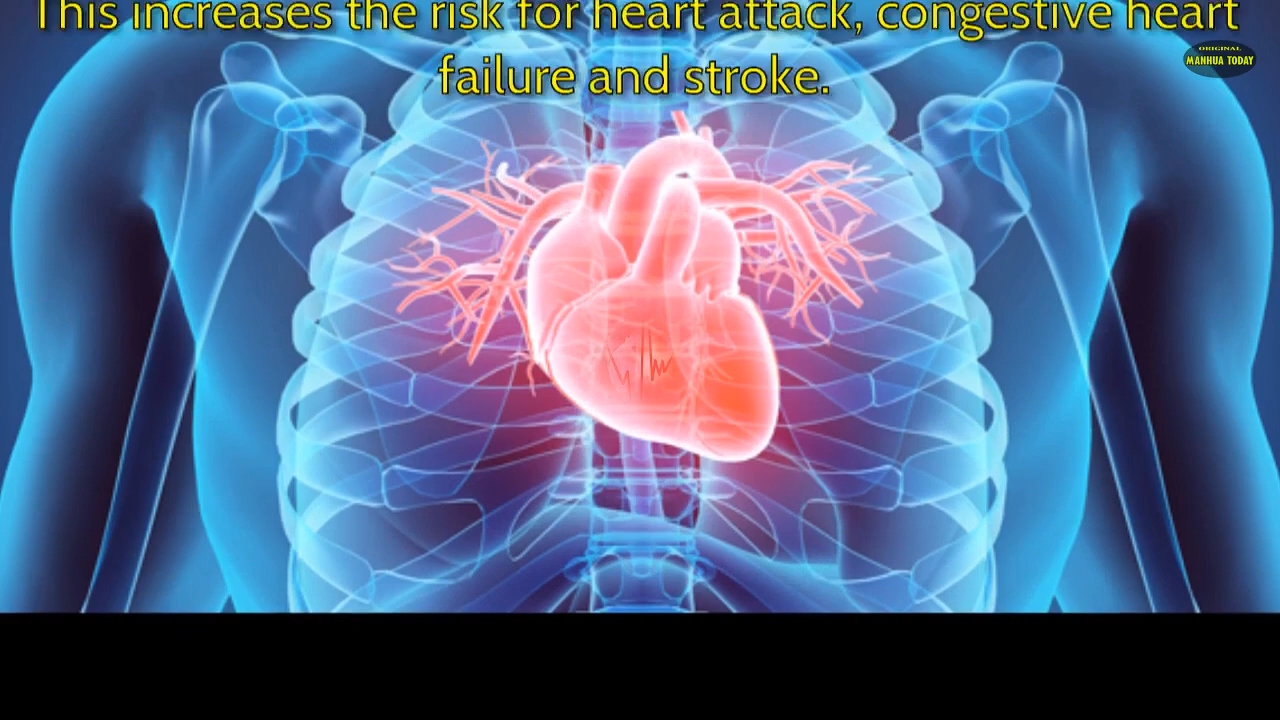 This increases the risk for heart attack, congestive heart
failure and stroke.
ORIGINAL
MANHUA TODAY